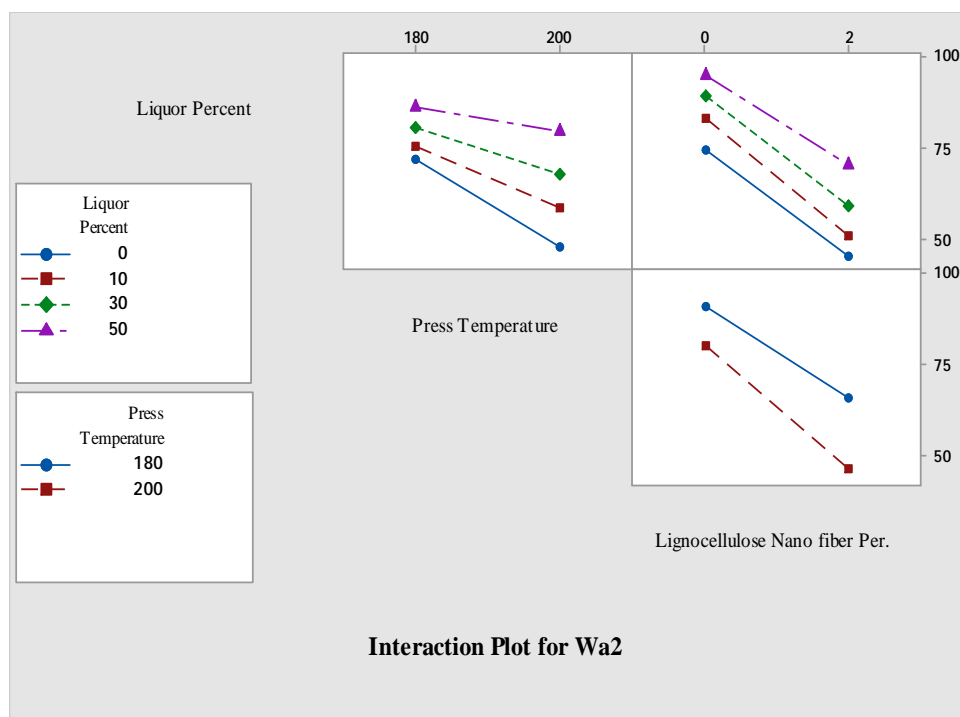 180 200 0 2
100
Liquor Percent
75
50
Liquor
Percent
0
10
30
50
100
Press Temperature
75
50
Press
Temperature
180
200
Lignocellulose Nano fiber Per.
Interaction Plot for Wa2